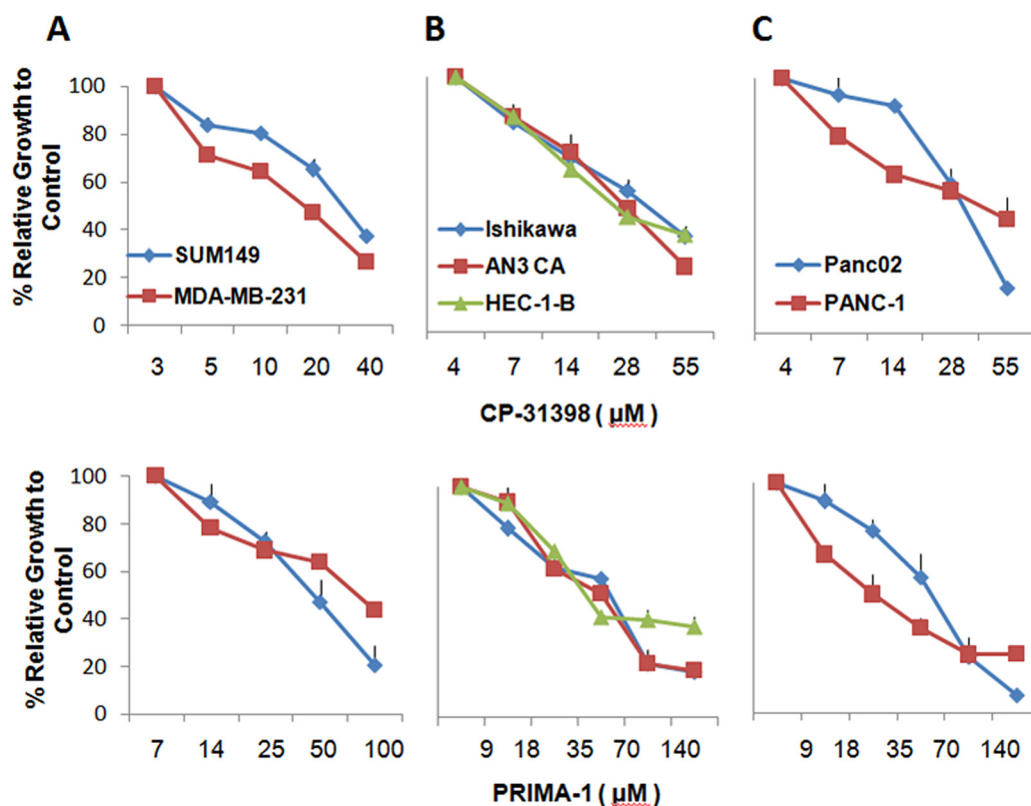 A
B
C
% Relative Growth to
Control
100
80
60
40
20
0
SUM149
MDA-MB-231
3 5 10 20 40
Ishikawa
AN3 CA
HEC-1-B
4 7 14 28 55
Panc02
PANC-1
4 7 14 28 55
CP-31398 ( µM )
% Relative Growth to
Control
100
80
60
40
20
0
7 14 25 50 100
9 18 35 70 140
9 18 35 70 140
PRIMA-1 ( µM )